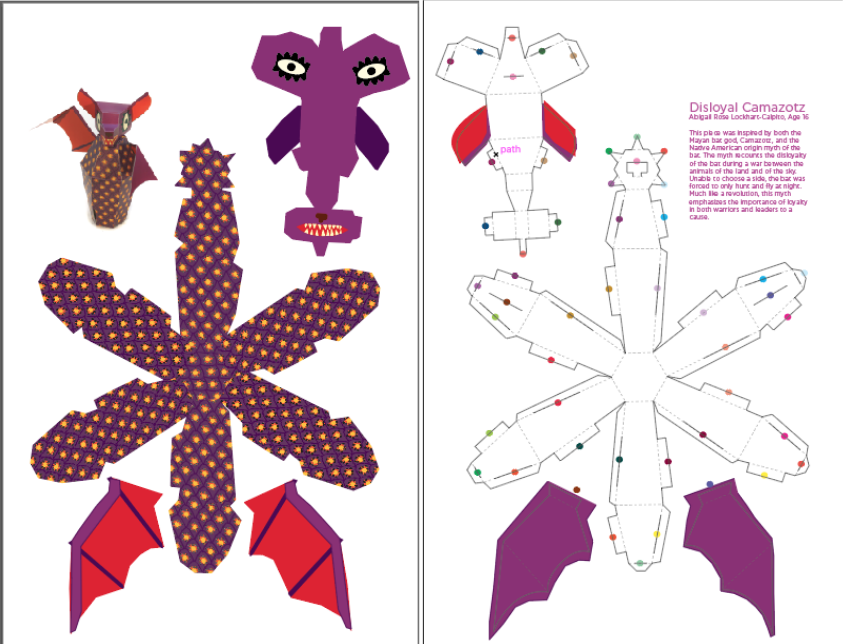 Disloyal Camazotz
Abigail Rose Lockhart-Calpito, Age 16
This piece was inspired by both the
Mayan bat god, Camazotz, and the
Native American origin myth of the
bat. The myth recounts the disloyalty
of the bat during a war between the
animals of the land and of the sky.
Unable to choose a side, the bat was
forced to only hunt and fly at night.
Much like a revolution, this myth
emphasizes the importance of loyalty
in both warriors and leaders to a
cause.
path